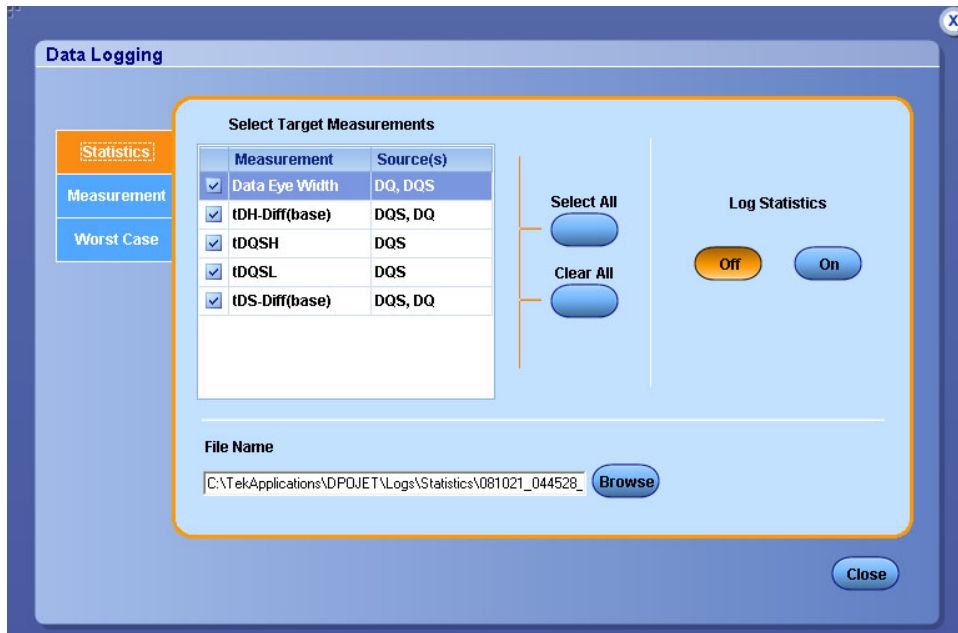 X
Data Logging
Statistics
Measurement
Worst Case
Select Target Measurements
Measurement Source(s)
Data Eye Width DQ, DQS
tDH-Diff(base) DQS, DQ
tDQSH DQS
tDQSL DQS
tDS-Diff(base) DQS, DQ
Select All
Clear All
Log Statistics
Off On
File Name
C:\TekApplications\DPOJET\Logs\Statistics\081021_044528_ Browse
Close